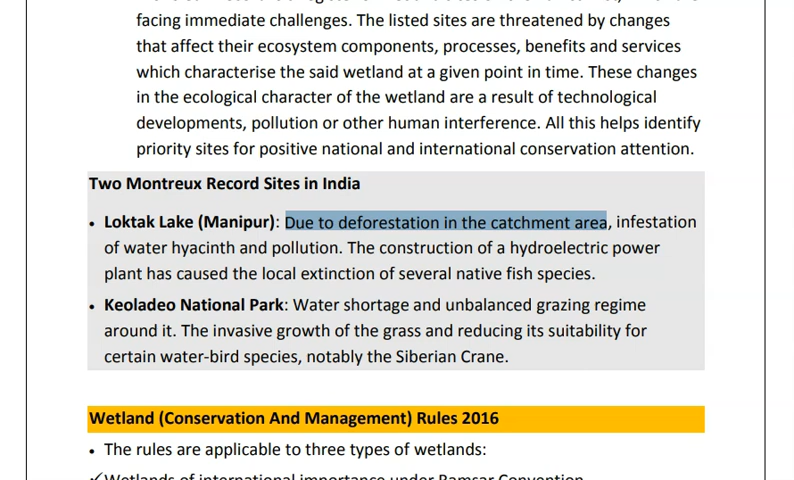 facing immediate challenges. The listed sites are threatened by changes
that affect their ecosystem components, processes, benefits and services
which characterise the said wetland at a given point in time. These changes
in the ecological character of the wetland are a result of technological
developments, pollution or other human interference. All this helps identify
priority sites for positive national and international conservation attention.
Two Montreux Record Sites in India
• Loktak Lake (Manipur): Due to deforestation in the catchment area, infestation
of water hyacinth and pollution. The construction of a hydroelectric power
plant has caused the local extinction of several native fish species.
• Keoladeo National Park: Water shortage and unbalanced grazing regime
around it. The invasive growth of the grass and reducing its suitability for
certain water-bird species, notably the Siberian Crane.
Wetland (Conservation And Management) Rules 2016
• The rules are applicable to three types of wetlands:
✓Wetlands of international importance under Ramsar Convention